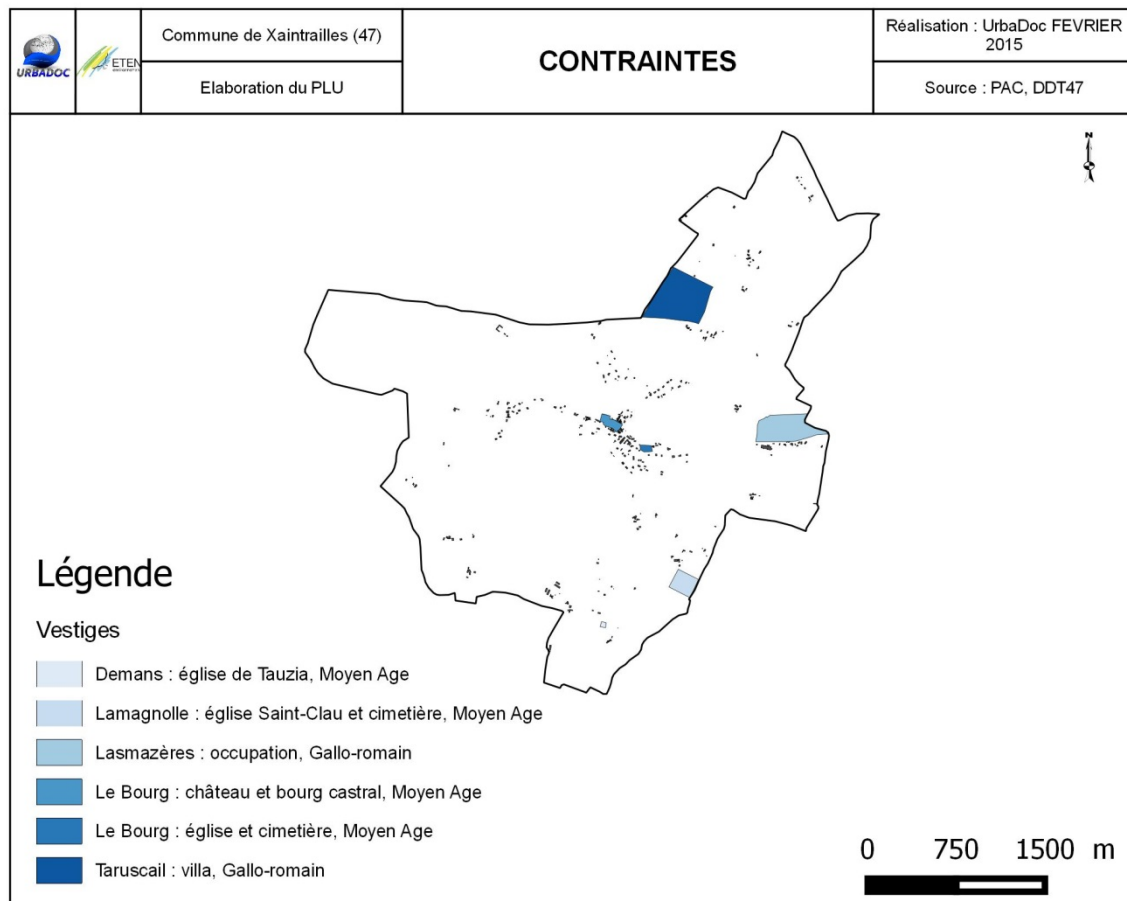 URBADOC
ETEN
Commune de Xaintrailles (47)
Elaboration du PLU
CONTRAINTES
Réalisation : UrbaDoc FEVRIER
2015
Source : PAC, DDT47
N
Légende
Vestiges
Demans : église de Tauzia, Moyen Age
Lamagnolle : église Saint-Clau et cimetière, Moyen Age
Lasmazères : occupation, Gallo-romain
Le Bourg : château et bourg castral, Moyen Age
Le Bourg : église et cimetière, Moyen Age
Taruscail : villa, Gallo-romain
0 750 1500 m